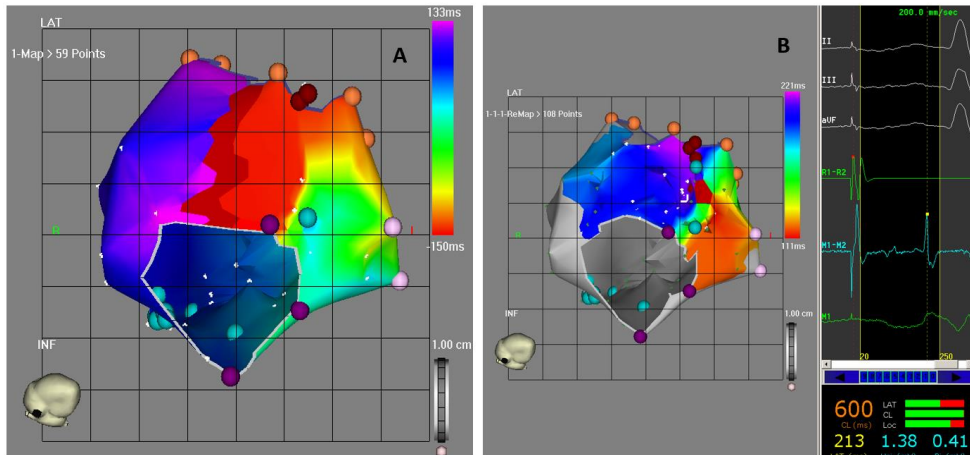 LAT
133ms
1-Map > 59 Points
A
R
L
-150ms
INF
1.00 cm
B
LAT
221ms
1-1-1-ReMap > 108 Points
R
L
111ms
INF
1.00 cm
200.0 mm/sec
II
III
aVF
R1-R2
M1-M2
M1
20
250
600
CL (ms)
LAT
CL
Loc
213
1.38
0.41